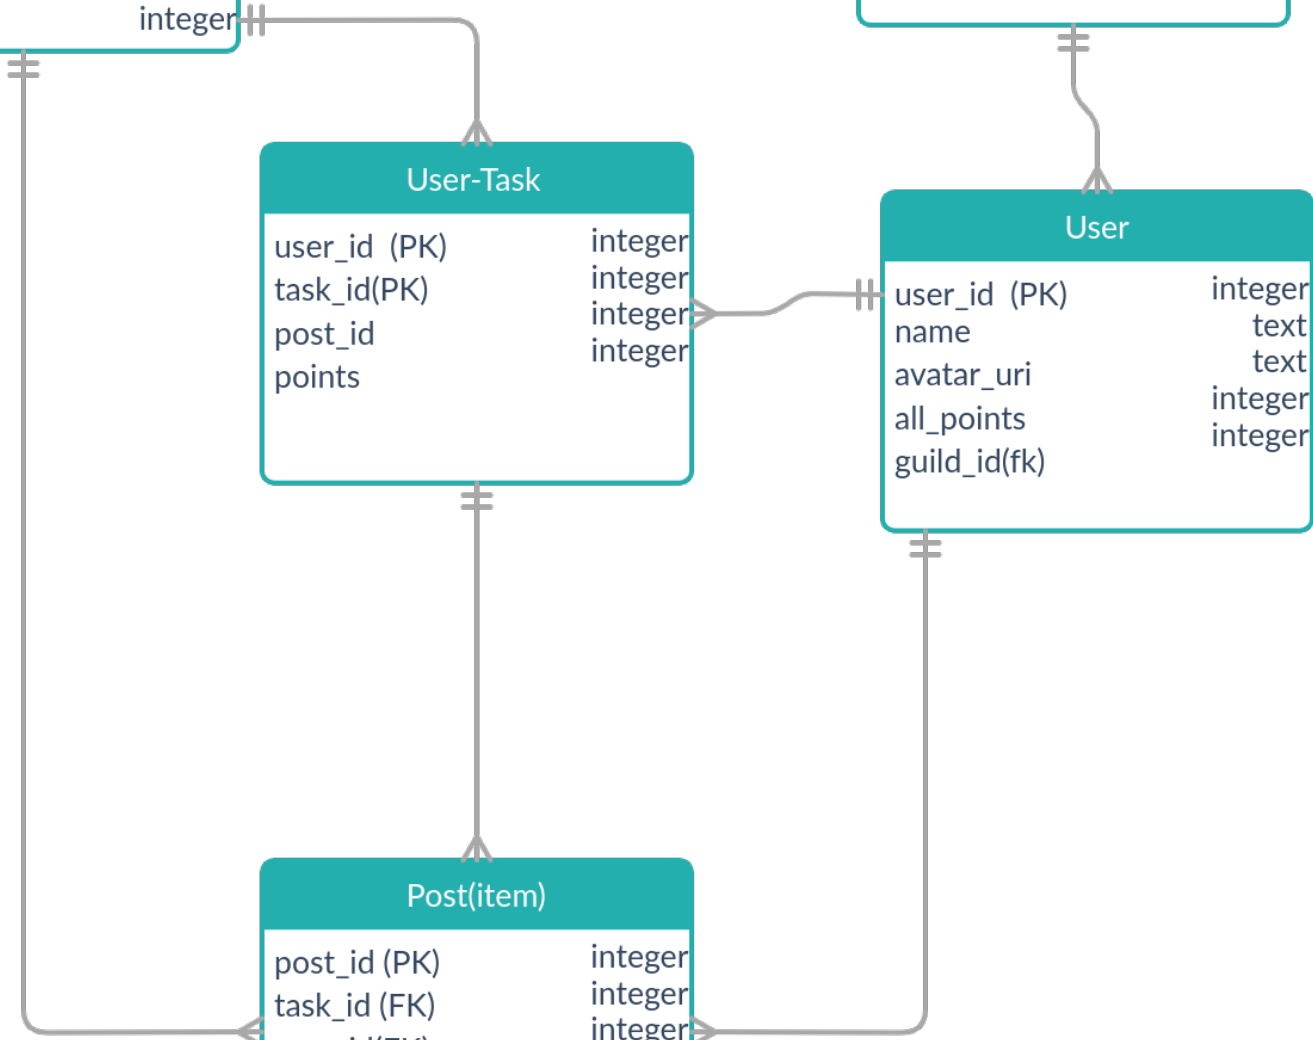 integer
User-Task
user_id (PK) integer
task_id(PK) integer
post_id integer
points integer
User
user_id (PK) integer
name text
avatar_uri text
all_points integer
guild_id(fk) integer
Post(item)
post_id (PK) integer
task_id (FK) integer
integer